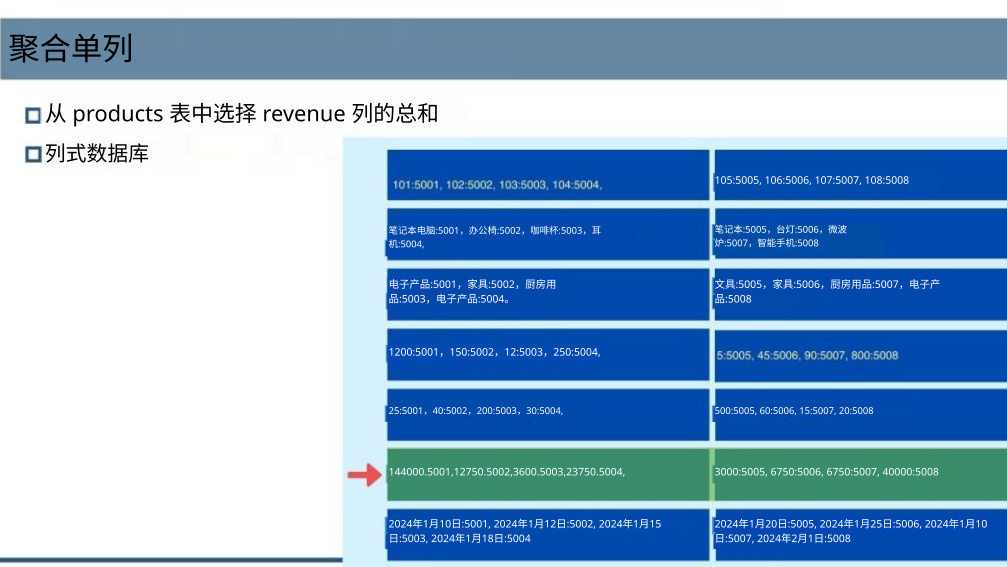 聚合单列
从 products 表中选择 revenue 列的总和
列式数据库
101:5001, 102:5002, 103:5003, 104:5004,
105:5005, 106:5006, 107:5007, 108:5008
笔记本电脑:5001，办公椅:5002，咖啡杯:5003，耳
机:5004,
笔记本:5005，台灯:5006，微波
炉:5007，智能手机:5008
电子产品:5001，家具:5002，厨房用
品:5003，电子产品:5004。
文具:5005，家具:5006，厨房用品:5007，电子产
品:5008
1200:5001，150:5002，12:5003，250:5004,
5:5005, 45:5006, 90:5007, 800:5008
25:5001，40:5002，200:5003，30:5004,
500:5005, 60:5006, 15:5007, 20:5008
144000.5001,12750.5002,3600.5003,23750.5004,
3000:5005, 6750:5006, 6750:5007, 40000:5008
2024年1月10日:5001, 2024年1月12日:5002, 2024年1月15
日:5003, 2024年1月18日:5004
2024年1月20日:5005, 2024年1月25日:5006, 2024年1月10
日:5007, 2024年2月1日:5008